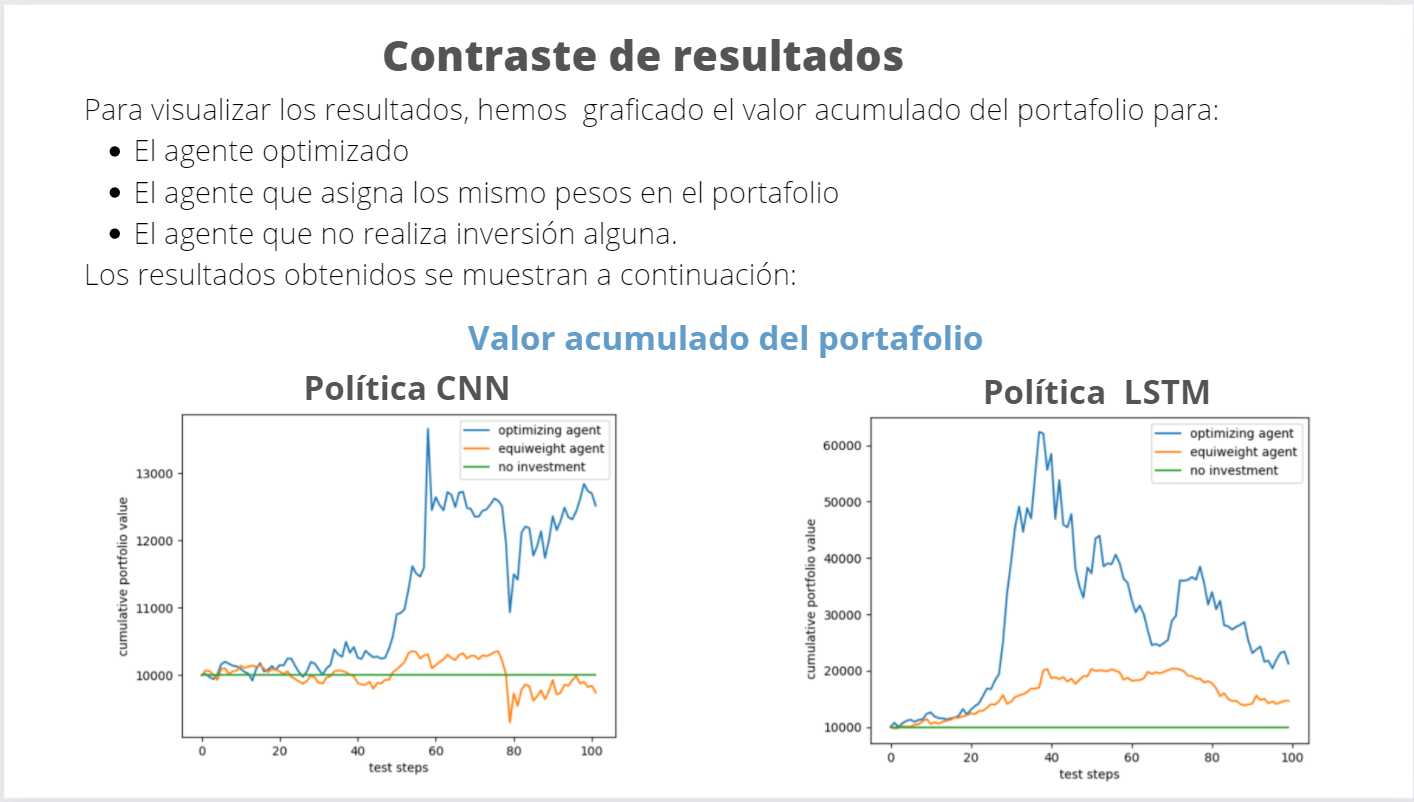 Contraste de resultados
Para visualizar los resultados, hemos  graficado el valor acumulado del portafolio para:
• El agente optimizado
• El agente que asigna los mismo pesos en el portafolio
• El agente que no realiza inversión alguna.
Los resultados obtenidos se muestran a continuación:
Valor acumulado del portafolio
Política CNN
optimizing agent
equiweight agent
no investment
cumulative portfolio value
13000
12000
11000
10000
0 20 40 60 80 100
test steps
Política  LSTM
optimizing agent
equiweight agent
no investment
cumulative portfolio value
60000
50000
40000
30000
20000
10000
0 20 40 60 80 100
test steps